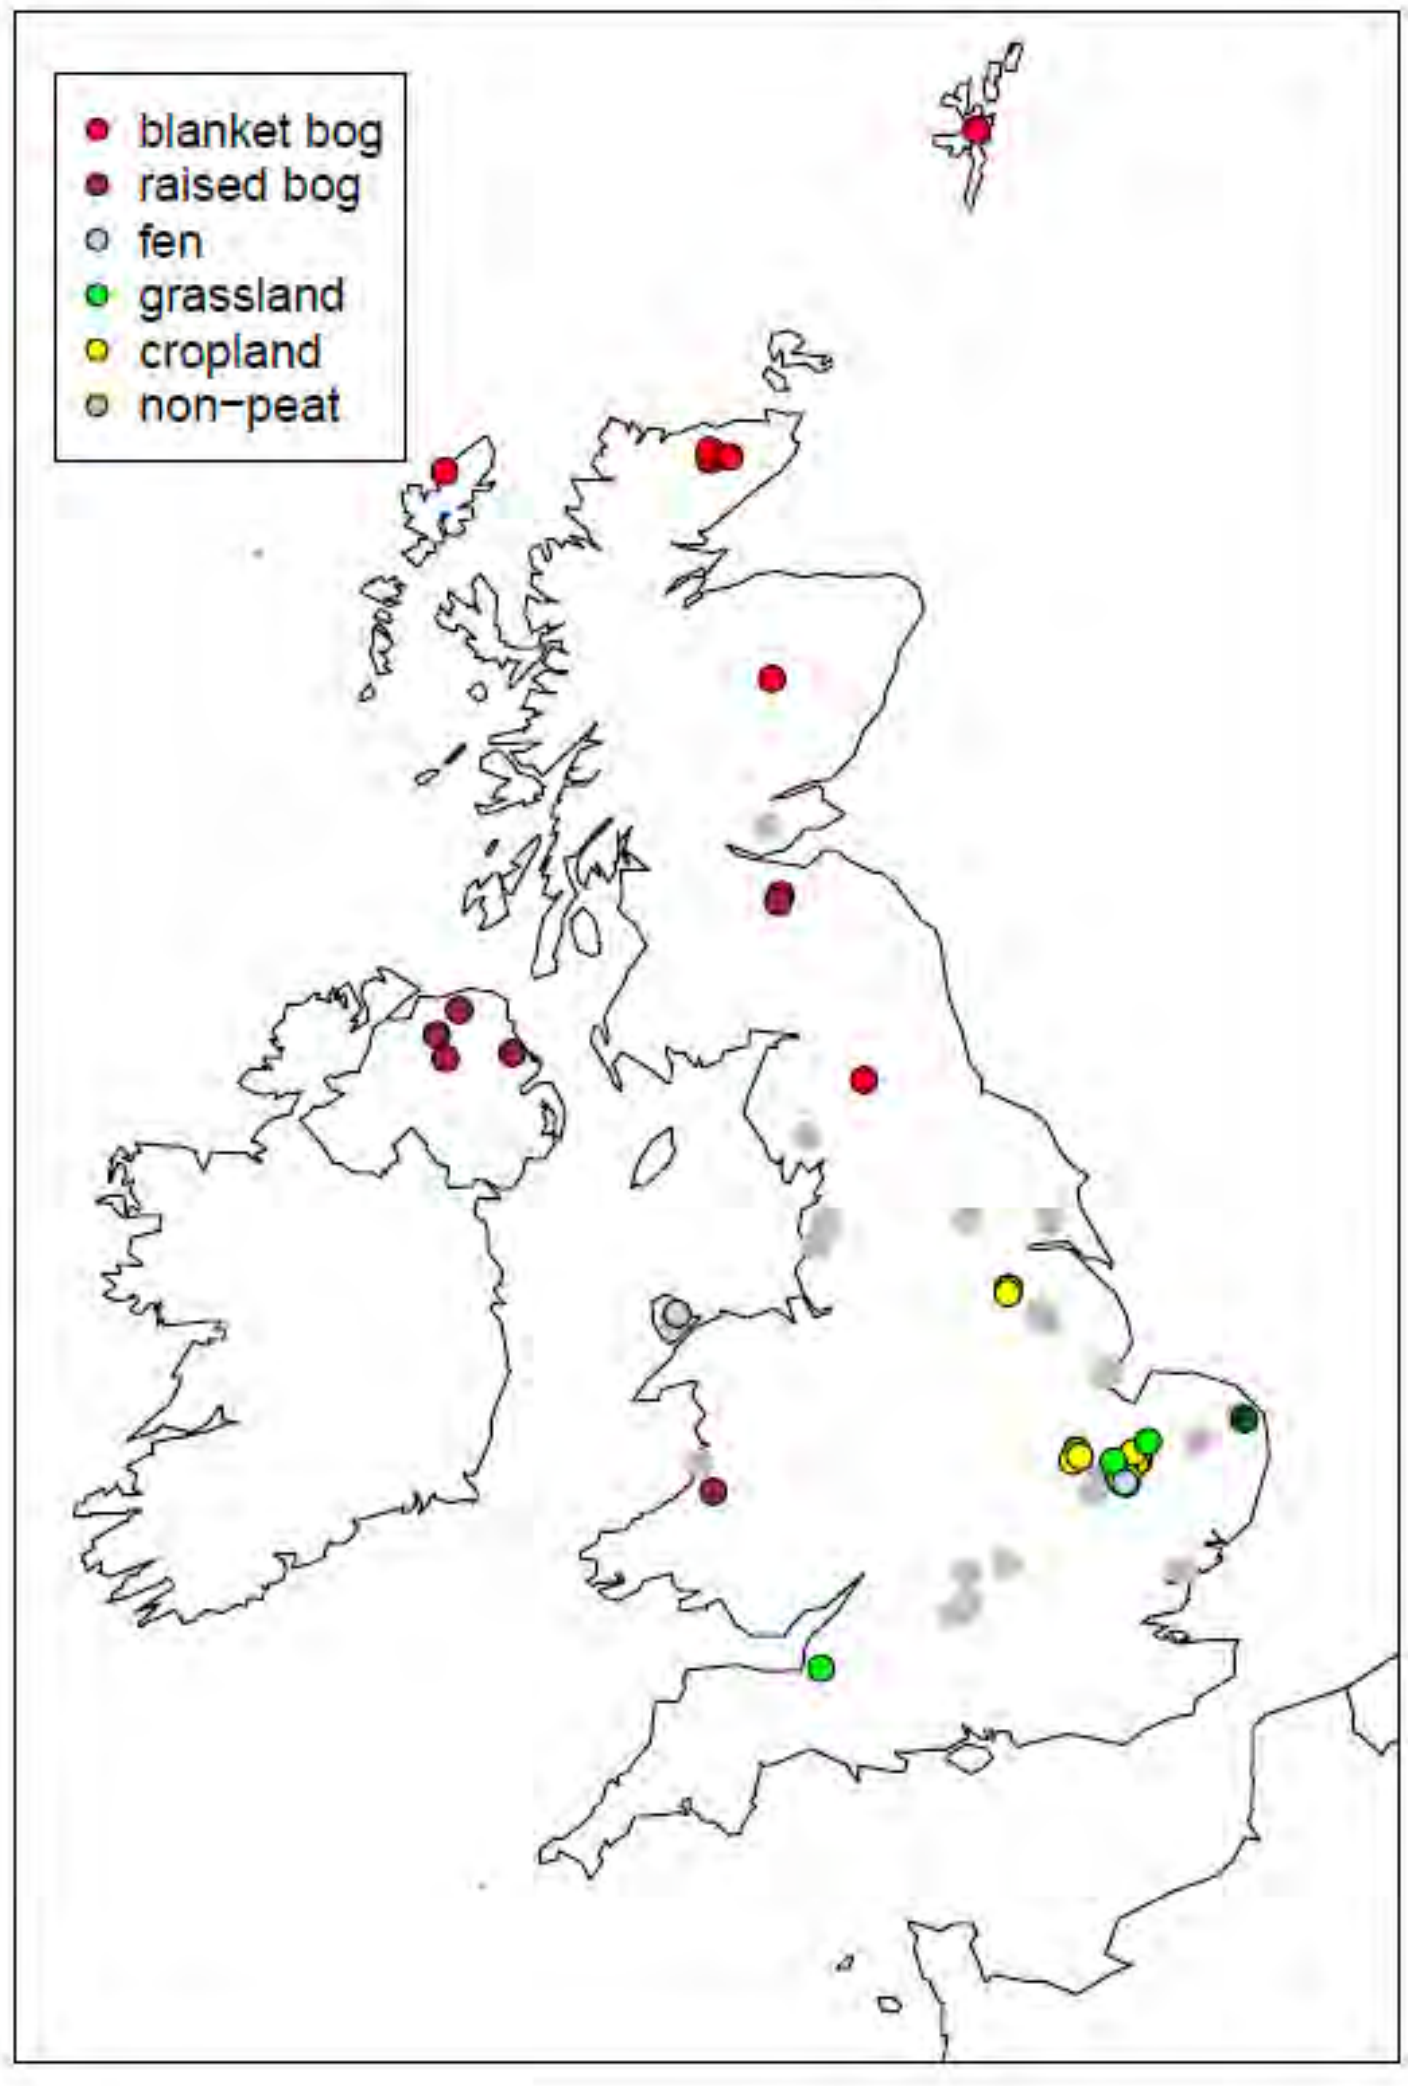 blanket bog
raised bog
fen
grassland
cropland
non-peat